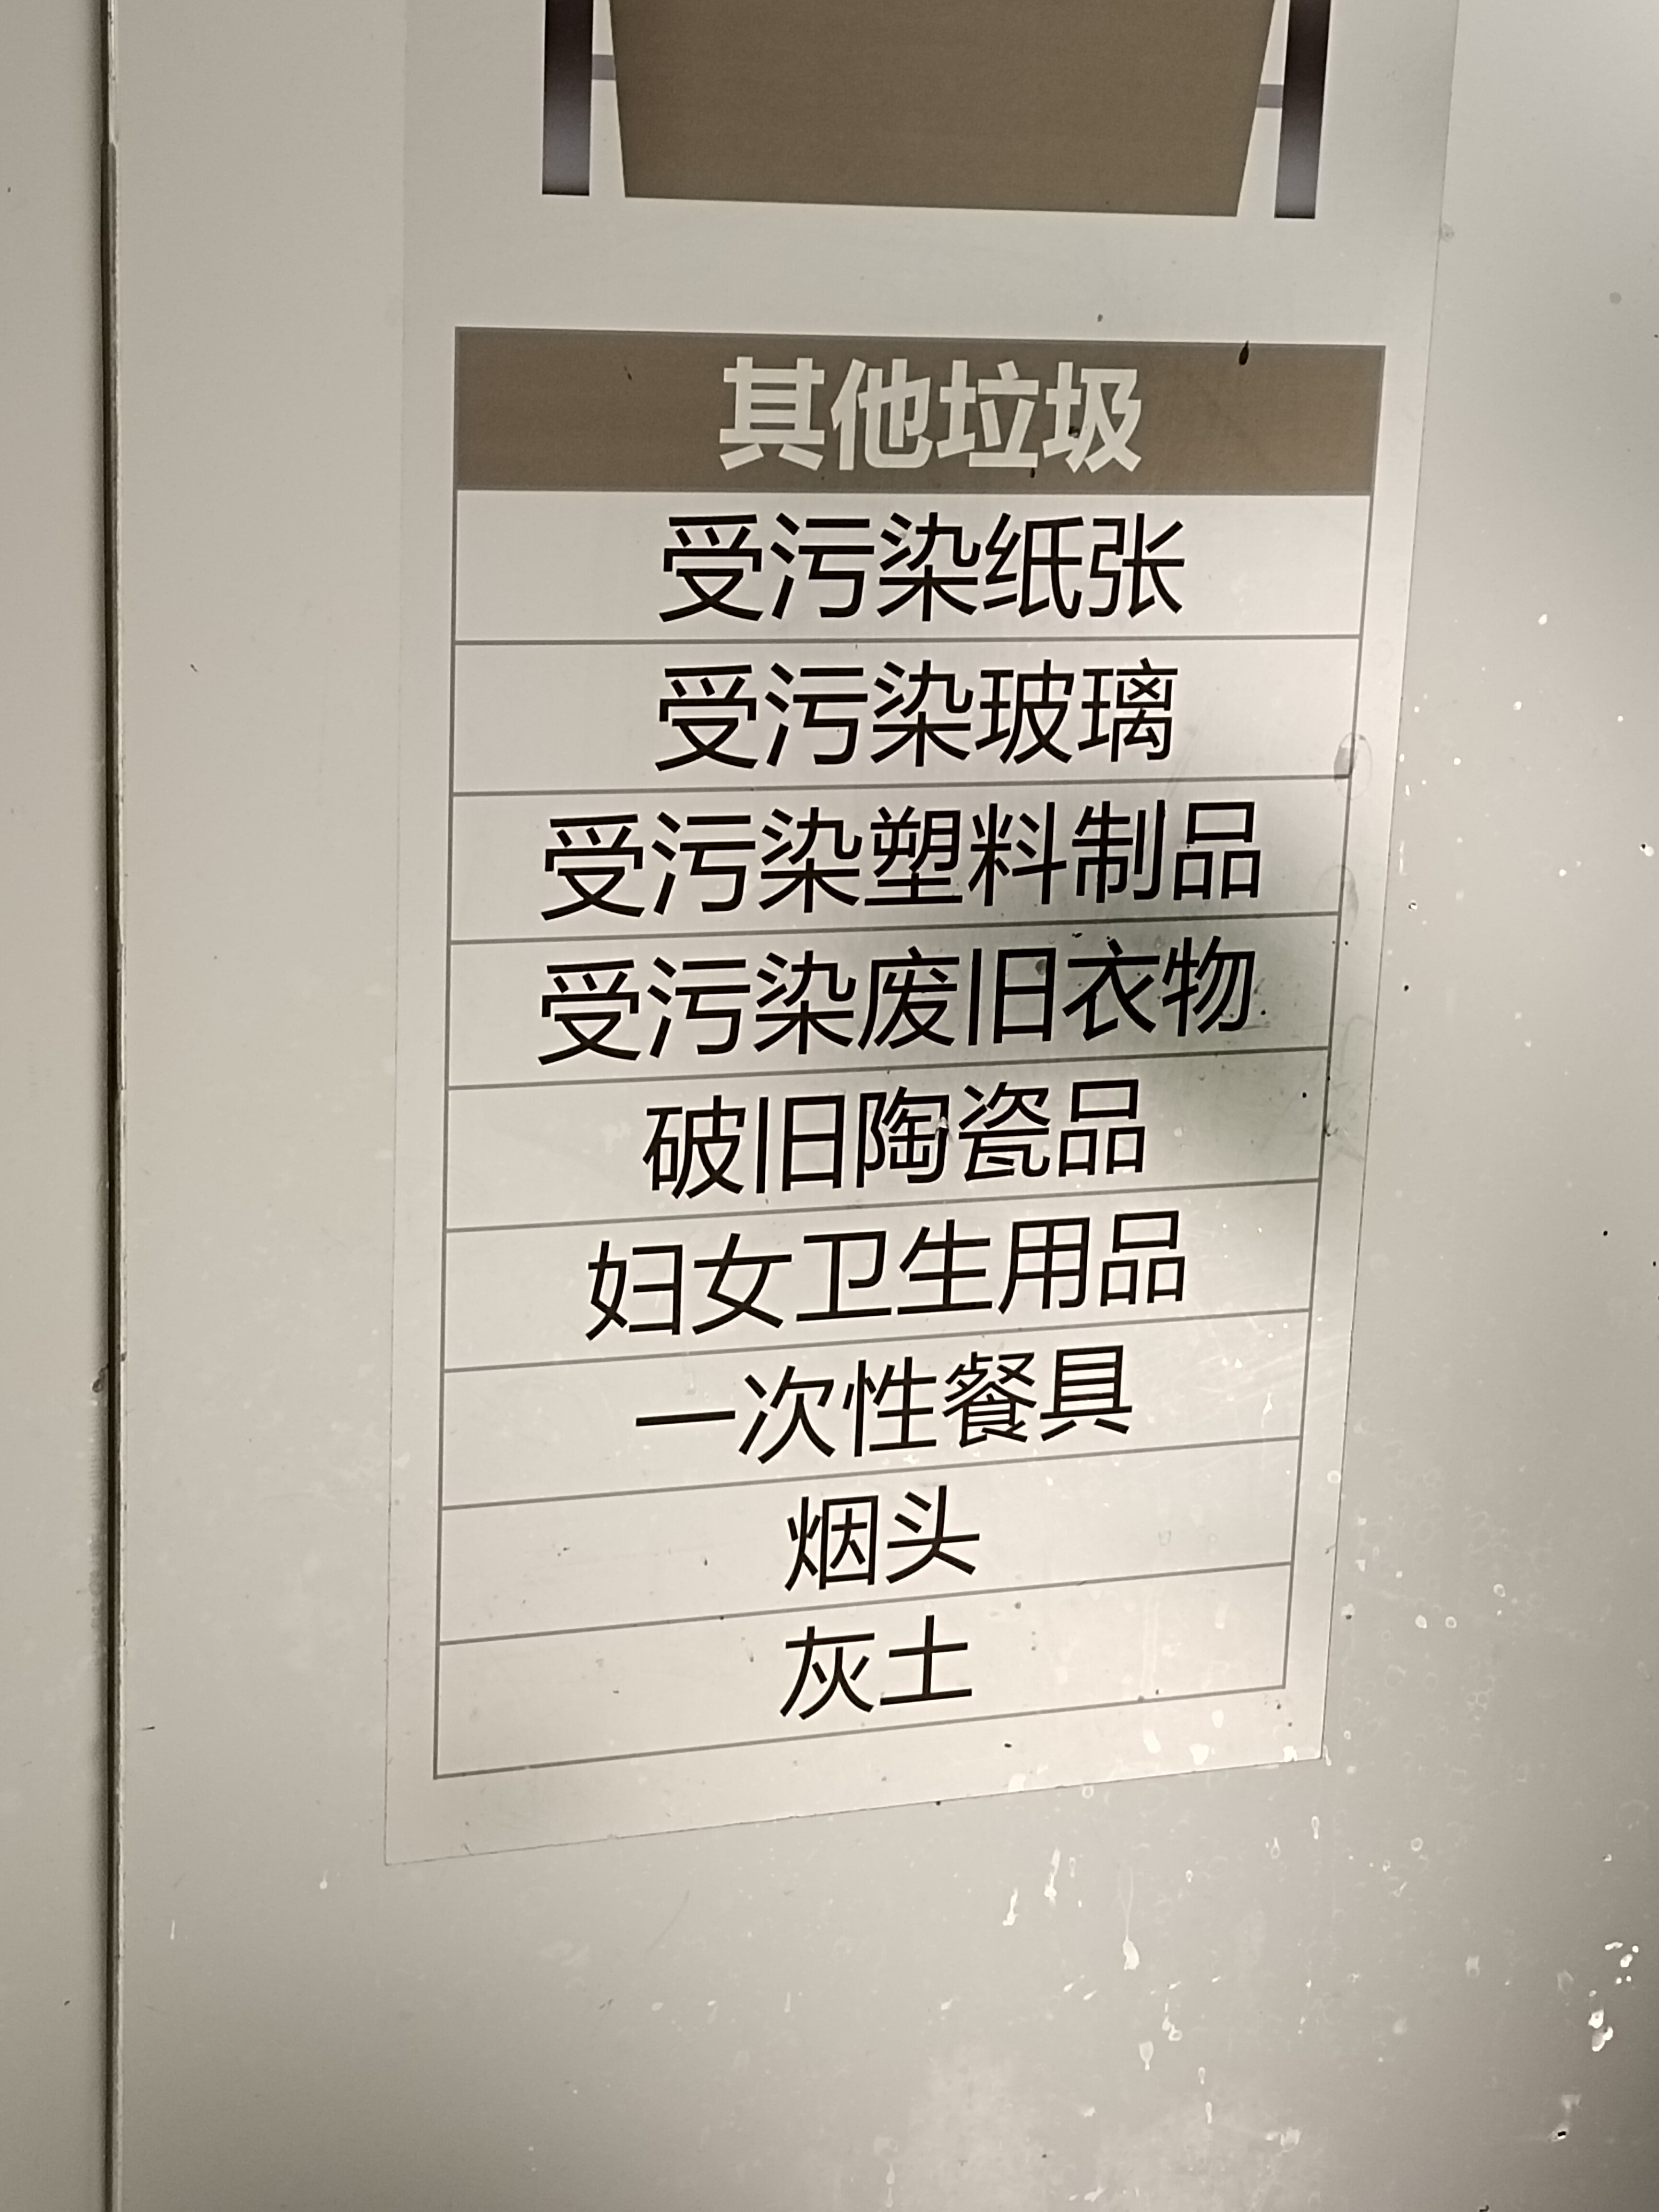 其他垃圾
受污染纸张
受污染玻璃
受污染塑料制品
受污染废旧衣物
破旧陶瓷品
妇女卫生用品
一次性餐具
烟头
灰土